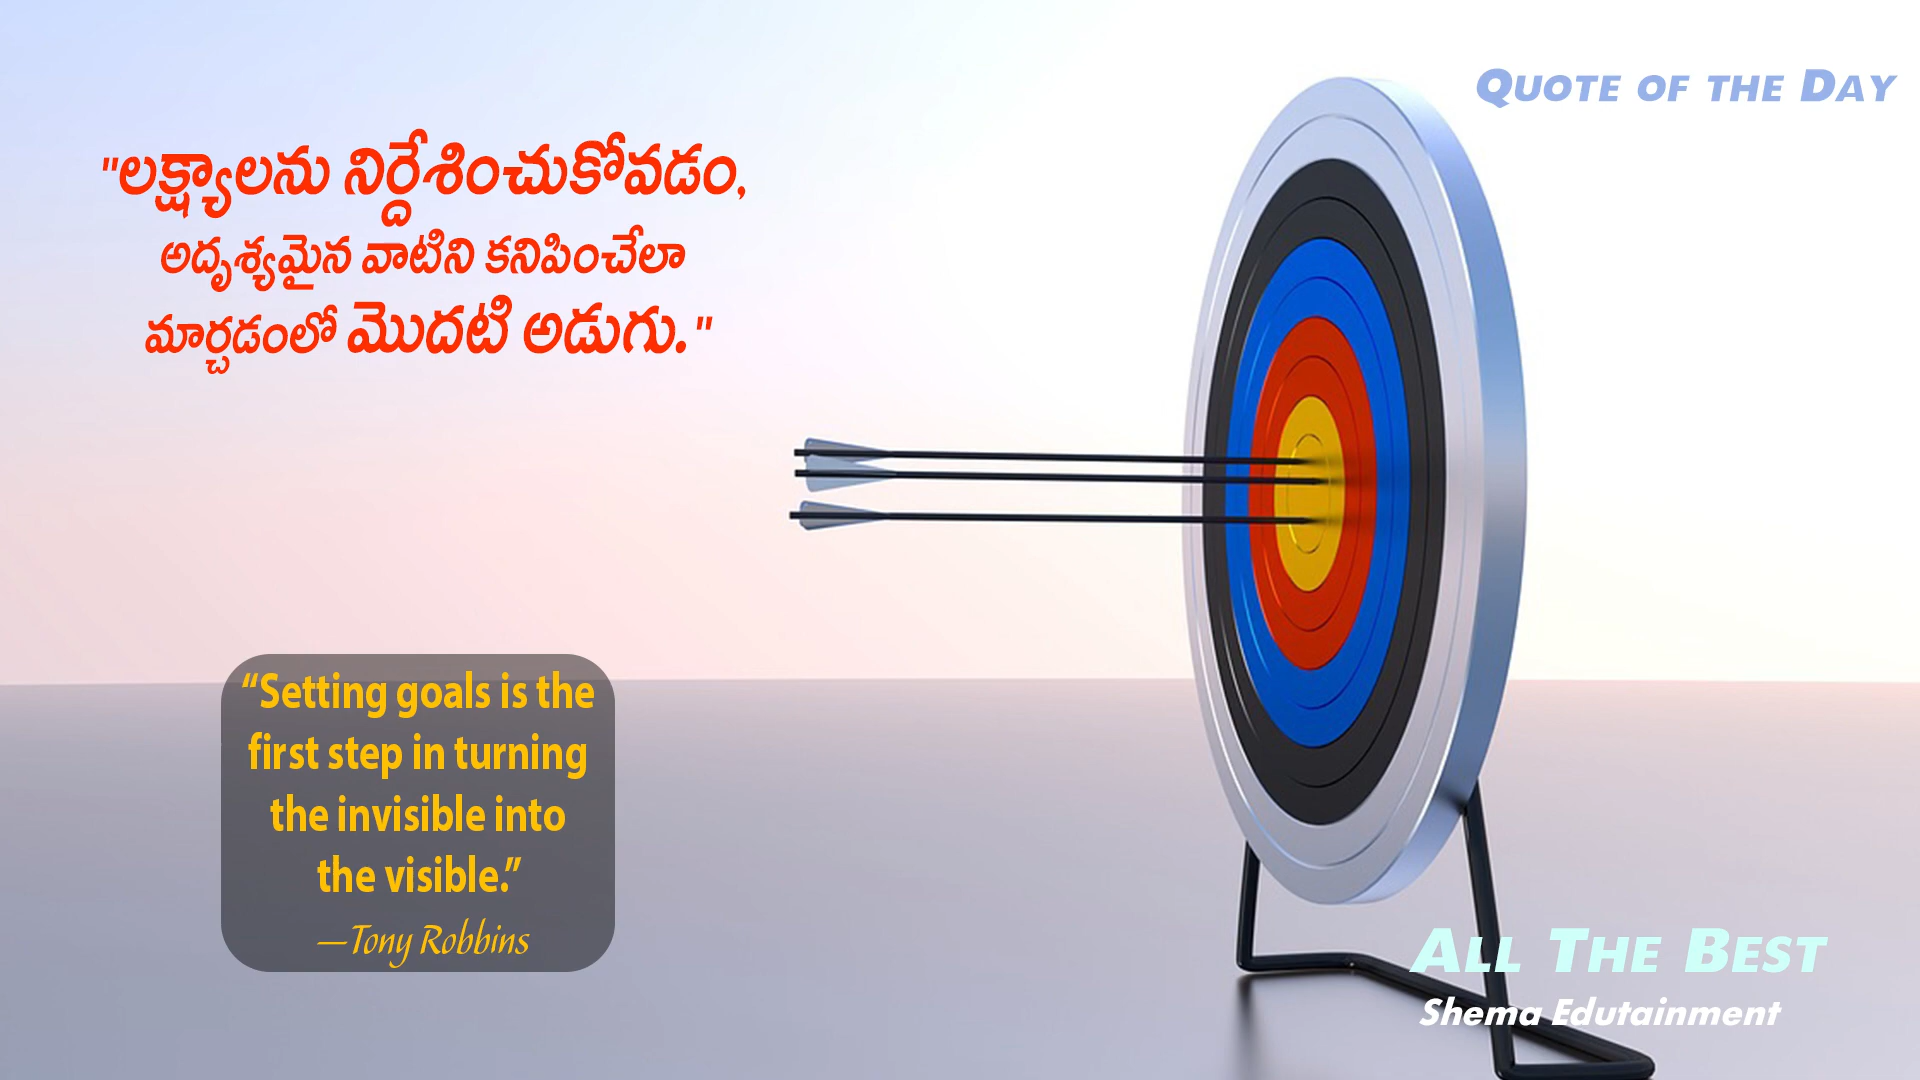 Quote of the Day
"లక్ష్యాలను నిర్దేశించుకోవడం,
అదృశ్యమైన వాటిని కనిపించేలా
మార్చడంలో మొదటి అడుగు."
“Setting goals is the
first step in turning
the invisible into
the visible.”
—Tony Robbins
All The Best
Shema Edutainment